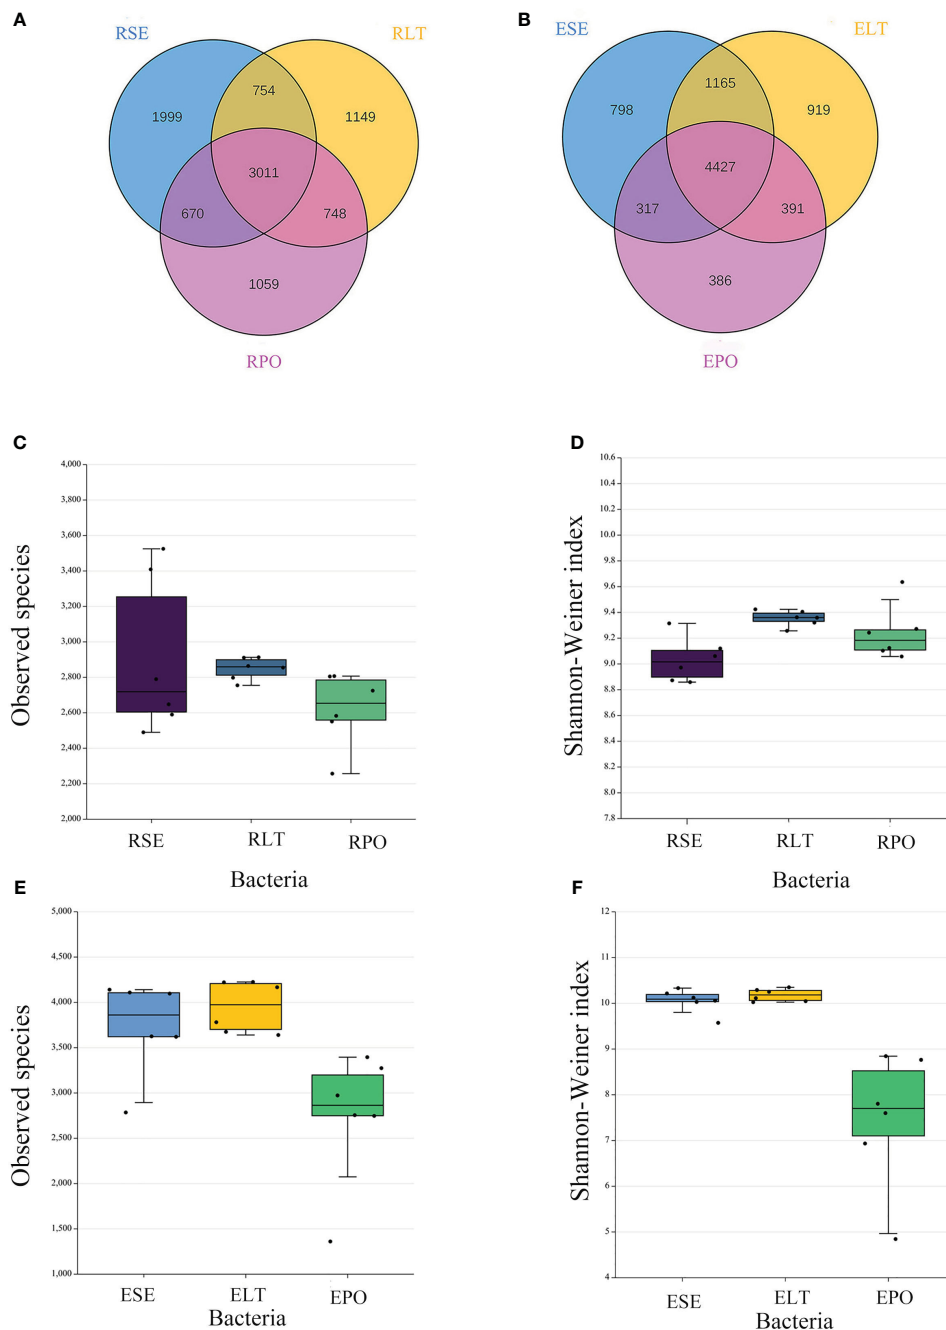 A
B
RSE
RLT
ESE
ELT
754
1999
1149
3011
670
748
1059
RPO
1165
798
919
4427
317
391
386
EPO
C
Observed species
4,000
3,800
3,600
3,400
3,200
3,000
2,800
2,600
2,400
2,200
2,000
RSE
RLT
RPO
Bacteria
D
Shannon-Weiner index
10.6
10.4
10.2
10.0
9.8
9.6
9.4
9.2
9.0
8.8
8.6
8.4
8.2
8.0
7.8
RSE
RLT
RPO
Bacteria
E
Observed species
5,000
4,500
4,000
3,500
3,000
2,500
2,000
1,500
1,000
ESE
ELT
EPO
Bacteria
F
Shannon-Weiner index
12
11
10
9
8
7
6
5
4
ESE
ELT
EPO
Bacteria